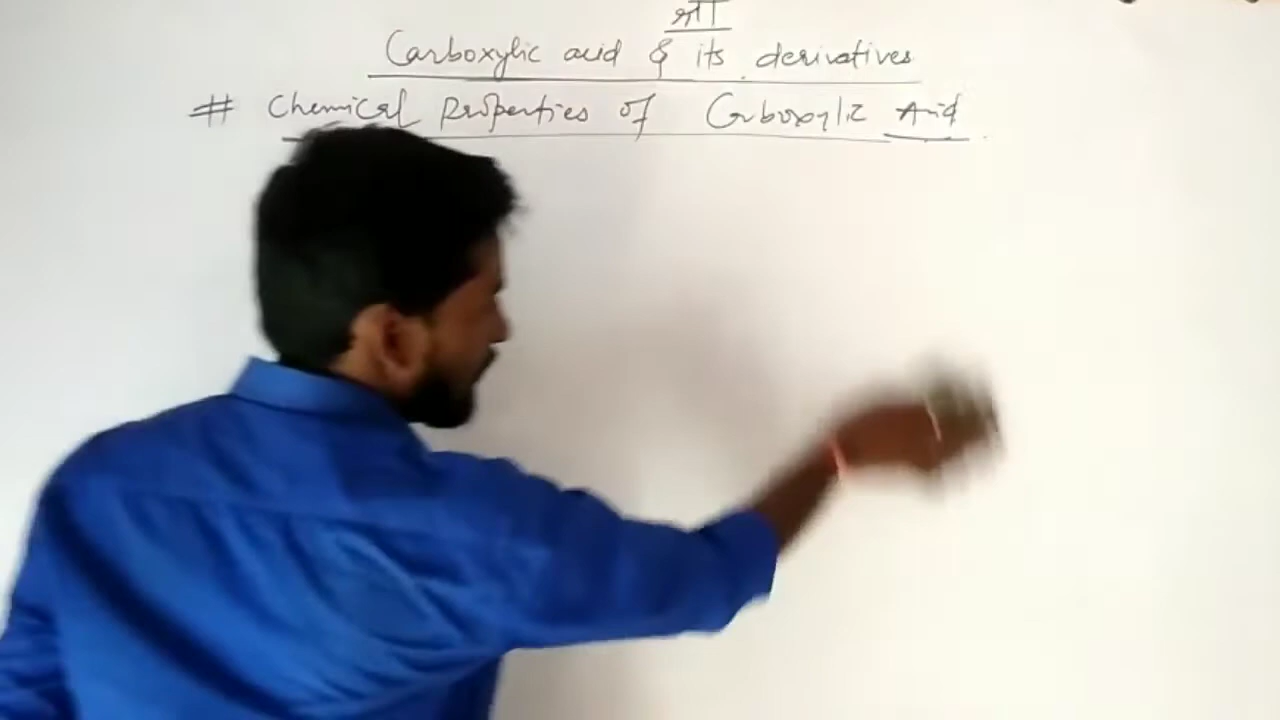 श्री
Carboxylic acid & its derivatives
# Chemical Properties of Carboxylic Acid